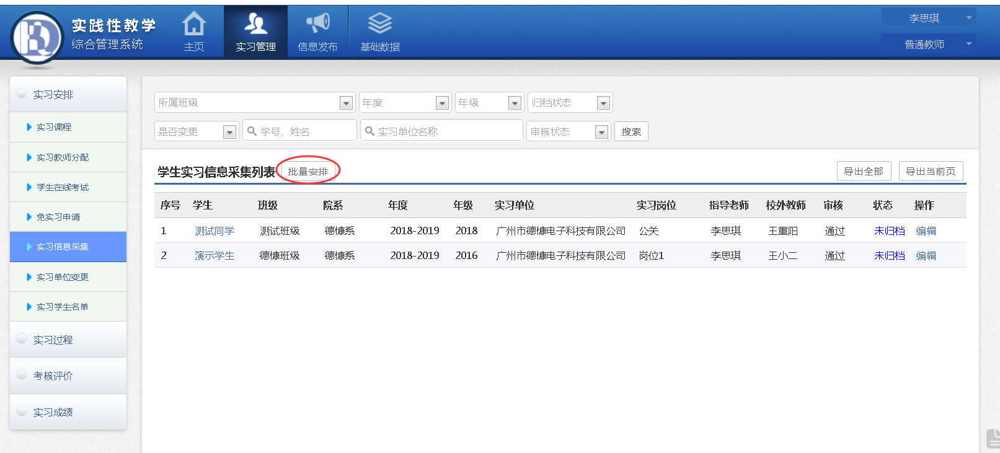 实践性教学
综合管理系统
主页
实习管理
信息发布
基础数据
李思琪
普通教师
实习安排
实习课程
实习教师分配
学生在线考试
免实习申请
实习信息采集
实习单位变更
实习学生名单
实习过程
考核评价
实习成绩
所属班级 年度 年级 归档状态
是否变更 学号、姓名 实习单位名称 审核状态 搜索
学生实习信息采集列表 批量安排 导出全部 导出当前页
序号 学生 班级 院系 年度 年级 实习单位 实习岗位 指导老师 校外教师 审核 状态 操作
1 测试同学 测试班级 德慷系 2018-2019 2018 广州市德慷电子科技有限公司 公关 李思琪 王重阳 通过 未归档 编辑
2 演示学生 德慷班级 德慷系 2018-2019 2016 广州市德慷电子科技有限公司 岗位1 李思琪 王小二 通过 未归档 编辑